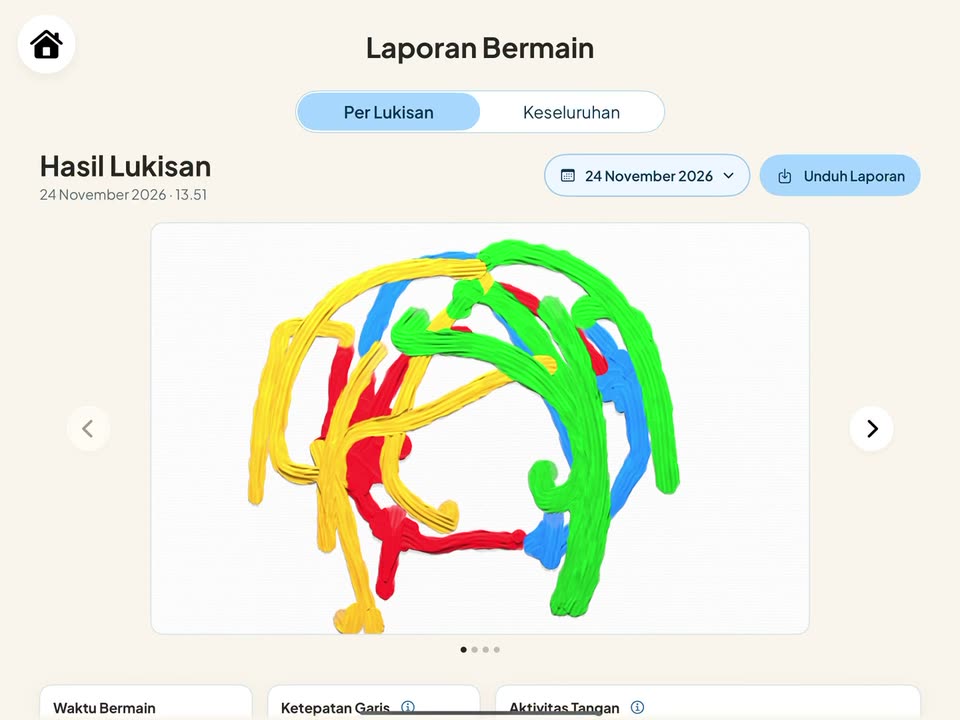 Laporan Bermain
Per Lukisan
Keseluruhan
Hasil Lukisan
24 November 2026 · 13.51
24 November 2026
Unduh Laporan
Waktu Bermain
Ketepatan Garis
Aktivitas Tangan